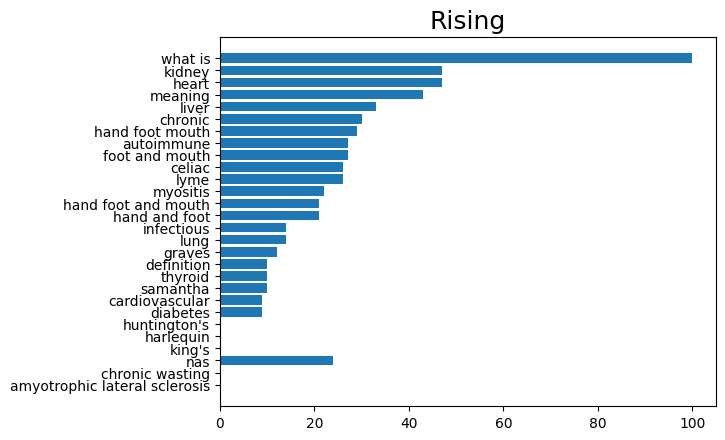 Rising
what is
kidney
heart
meaning
liver
chronic
hand foot mouth
autoimmune
foot and mouth
celiac
lyme
myositis
hand foot and mouth
hand and foot
infectious
lung
graves
definition
thyroid
samantha
cardiovascular
diabetes
huntington's
harlequin
king's
nas
chronic wasting
amyotrophic lateral sclerosis
0 20 40 60 80 100